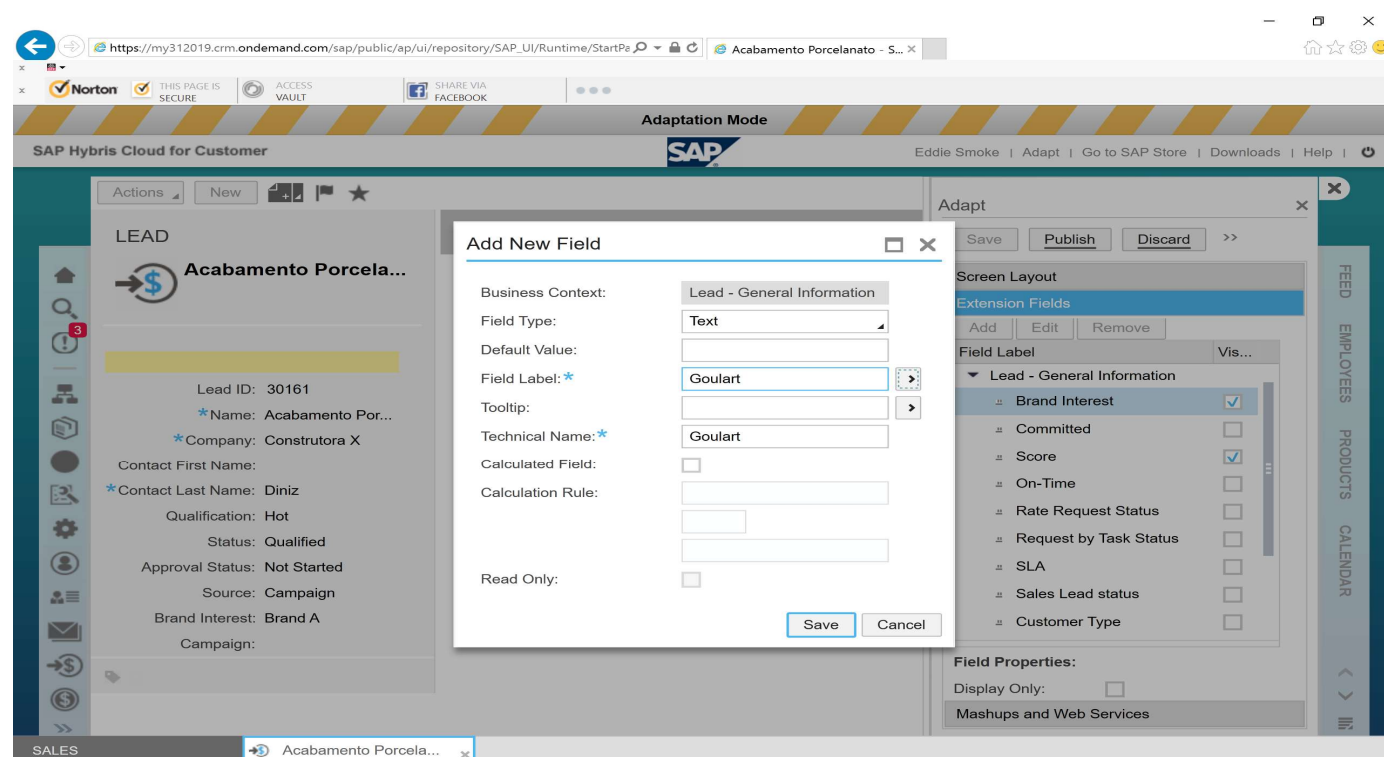 https://my312019.crm.ondemand.com/sap/public/ap/ui/repository/SAP_UI/Runtime/StartPa
Acabamento Porcelanato - S...
Norton
THIS PAGE IS SECURE
ACCESS VAULT
SHARE VIA FACEBOOK
Adaptation Mode
SAP Hybris Cloud for Customer
SAP
Eddie Smoke | Adapt | Go to SAP Store | Downloads | Help |
Actions New
LEAD
Acabamento Porcela...
3
Lead ID: 30161
*Name: Acabamento Por...
*Company: Construtora X
Contact First Name:
*Contact Last Name: Diniz
Qualification: Hot
Status: Qualified
Approval Status: Not Started
Source: Campaign
Brand Interest: Brand A
Campaign:
Add New Field
Business Context: Lead - General Information
Field Type: Text
Default Value:
Field Label:* Goulart
Tooltip:
Technical Name:* Goulart
Calculated Field:
Calculation Rule:
Read Only:
Save Cancel
Adapt
Save Publish Discard >>
Screen Layout
Extension Fields
Add Edit Remove
Field Label Vis...
Lead - General Information
Brand Interest
Committed
Score
On-Time
Rate Request Status
Request by Task Status
SLA
Sales Lead status
Customer Type
Field Properties:
Display Only:
Mashups and Web Services
FEED
EMPLOYEES
PRODUCTS
CALENDAR
SALES
Acabamento Porcela...